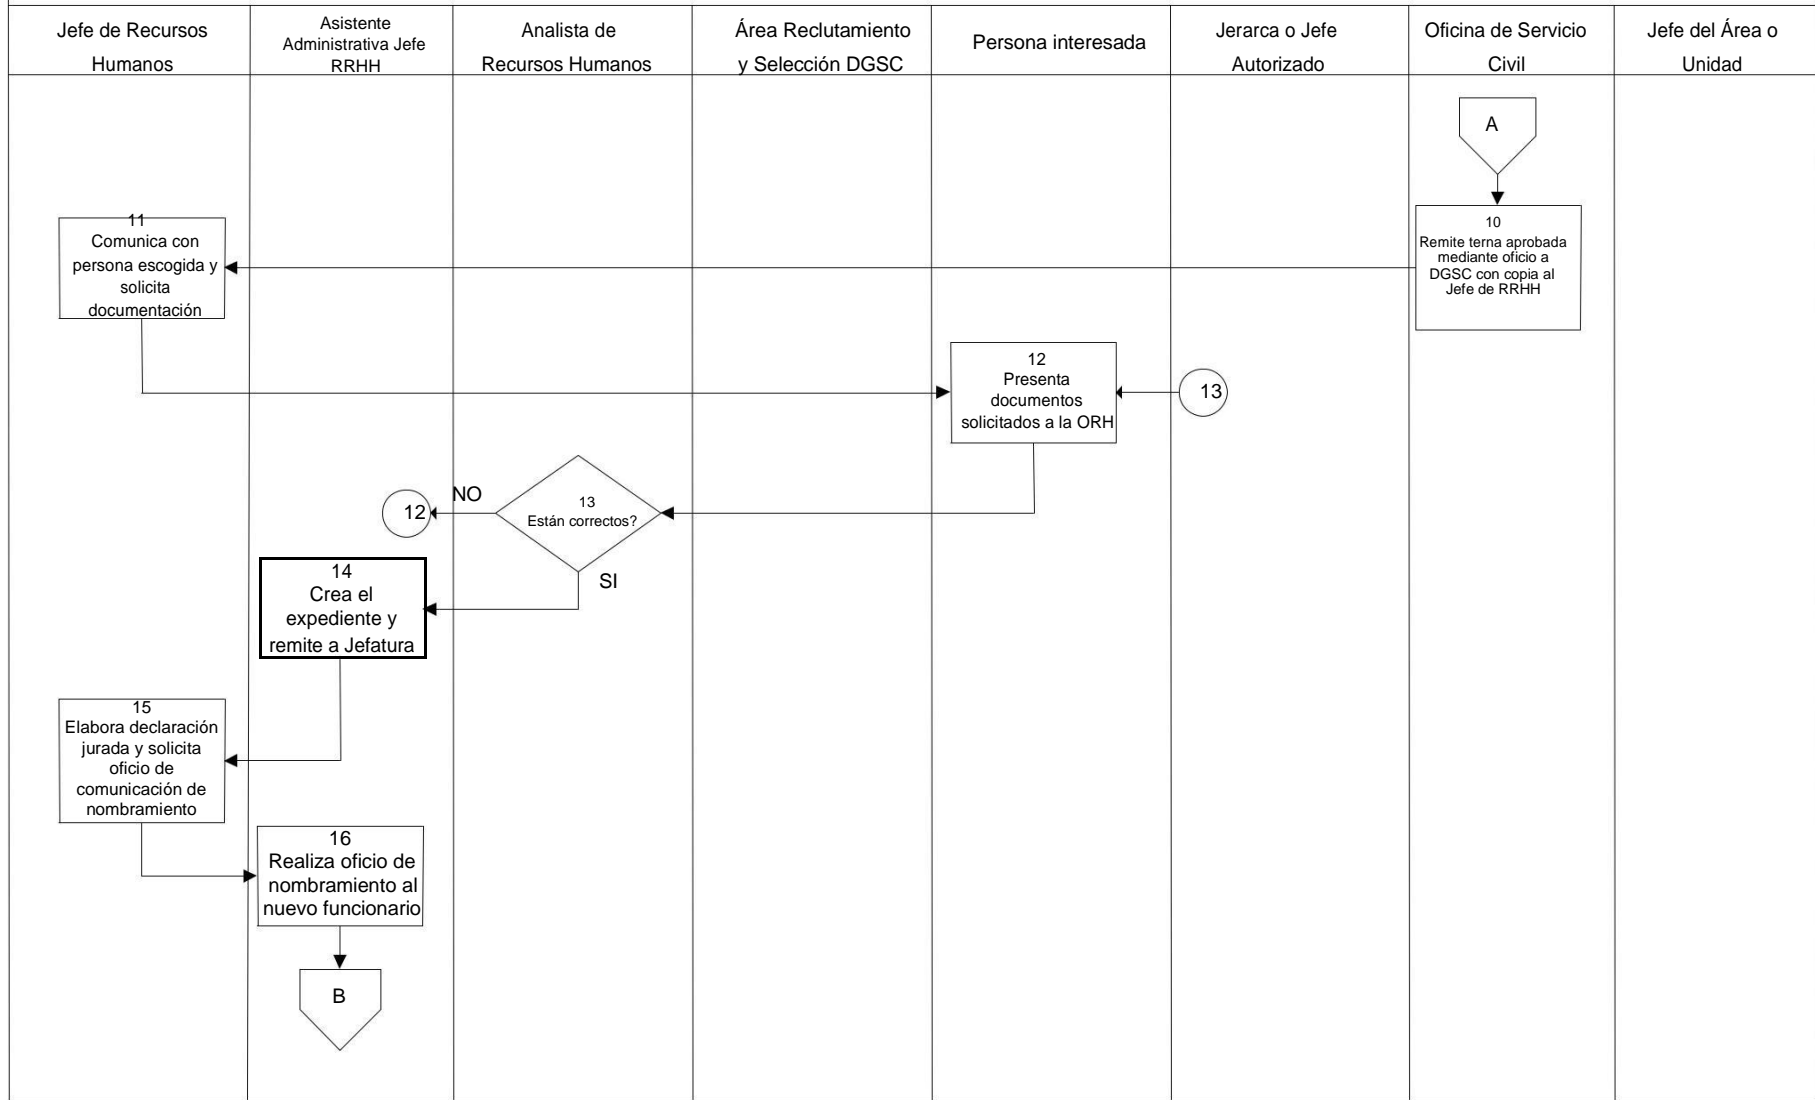 Jefe de Recursos
Humanos
Asistente
Administrativa Jefe
RRHH
Analista de
Recursos Humanos
Área Reclutamiento
y Selección DGSC
Persona interesada
Jerarca o Jefe
Autorizado
Oficina de Servicio
Civil
Jefe del Área o
Unidad
A
10
Remite terna aprobada
mediante oficio a
DGSC con copia al
Jefe de RRHH
11
Comunica con
persona escogida y
solicita
documentación
12
Presenta
documentos
solicitados a la ORH
13
13
Están correctos?
NO
12
SI
14
Crea el
expediente y
remite a Jefatura
15
Elabora declaración
jurada y solicita
oficio de
comunicación de
nombramiento
16
Realiza oficio de
nombramiento al
nuevo funcionario
B